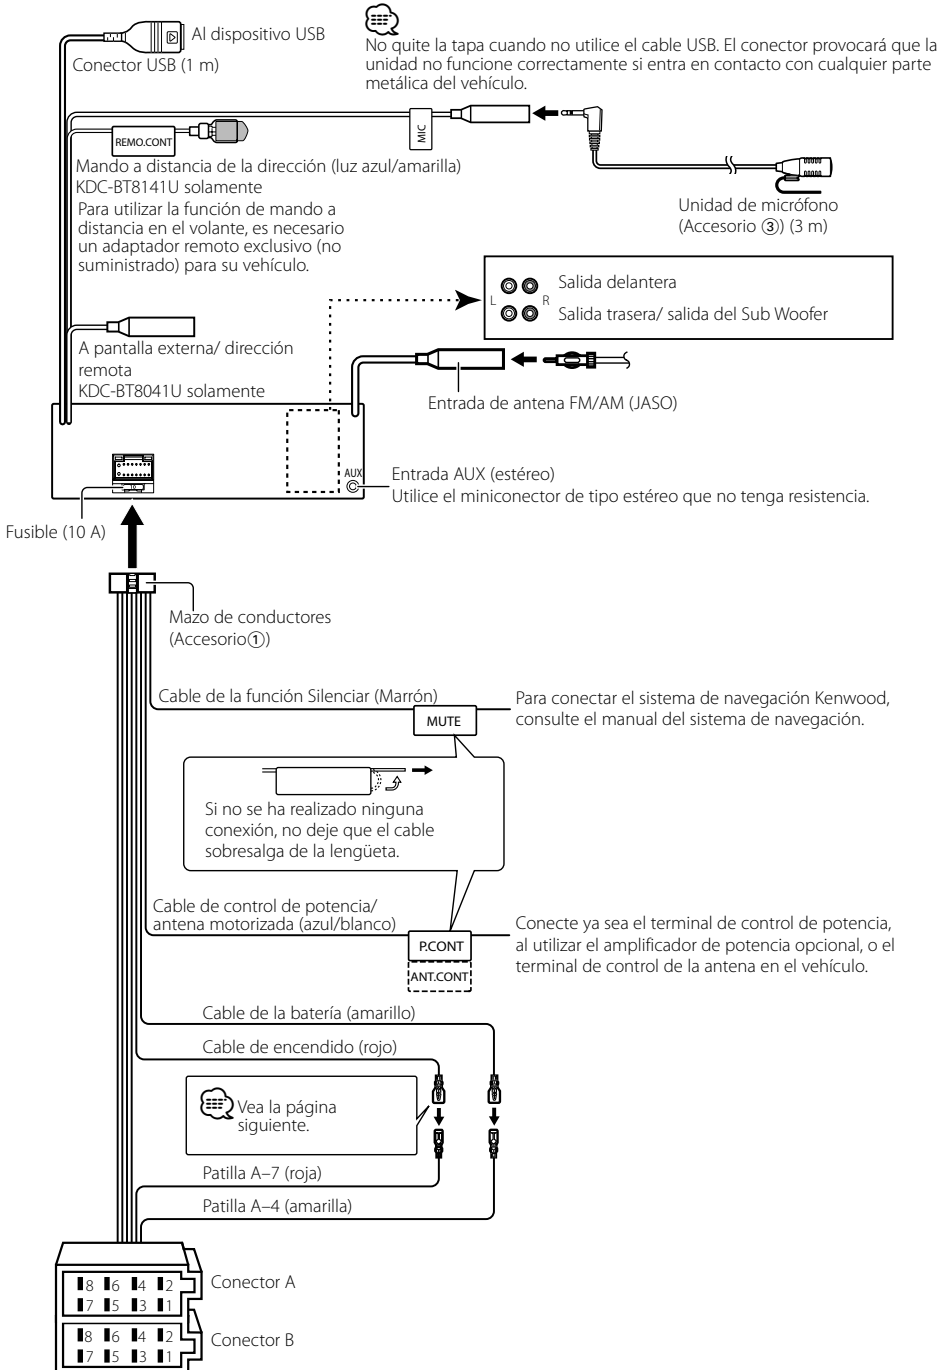 Al dispositivo USB
Conector USB (1 m)
No quite la tapa cuando no utilice el cable USB. El conector provocará que la
unidad no funcione correctamente si entra en contacto con cualquier parte
metálica del vehículo.
REMO.CONT
MIC
Mando a distancia de la dirección (luz azul/amarilla)
KDC-BT8141U solamente
Para utilizar la función de mando a
distancia en el volante, es necesario
un adaptador remoto exclusivo (no
suministrado) para su vehículo.
Unidad de micrófono
(Accesorio ③) (3 m)
L R
Salida delantera
Salida trasera/ salida del Sub Woofer
A pantalla externa/ dirección
remota
KDC-BT8041U solamente
Entrada de antena FM/AM (JASO)
AUX
Entrada AUX (estéreo)
Utilice el miniconector de tipo estéreo que no tenga resistencia.
Fusible (10 A)
Mazo de conductores
(Accesorio①)
Cable de la función Silenciar (Marrón)
MUTE
Para conectar el sistema de navegación Kenwood,
consulte el manual del sistema de navegación.
Si no se ha realizado ninguna
conexión, no deje que el cable
sobresalga de la lengüeta.
Cable de control de potencia/
antena motorizada (azul/blanco)
P.CONT
ANT.CONT
Conecte ya sea el terminal de control de potencia,
al utilizar el amplificador de potencia opcional, o el
terminal de control de la antena en el vehículo.
Cable de la batería (amarillo)
Cable de encendido (rojo)
Vea la página
siguiente.
Patilla A–7 (roja)
Patilla A–4 (amarilla)
8 6 4 2
7 5 3 1
Conector A
8 6 4 2
7 5 3 1
Conector B